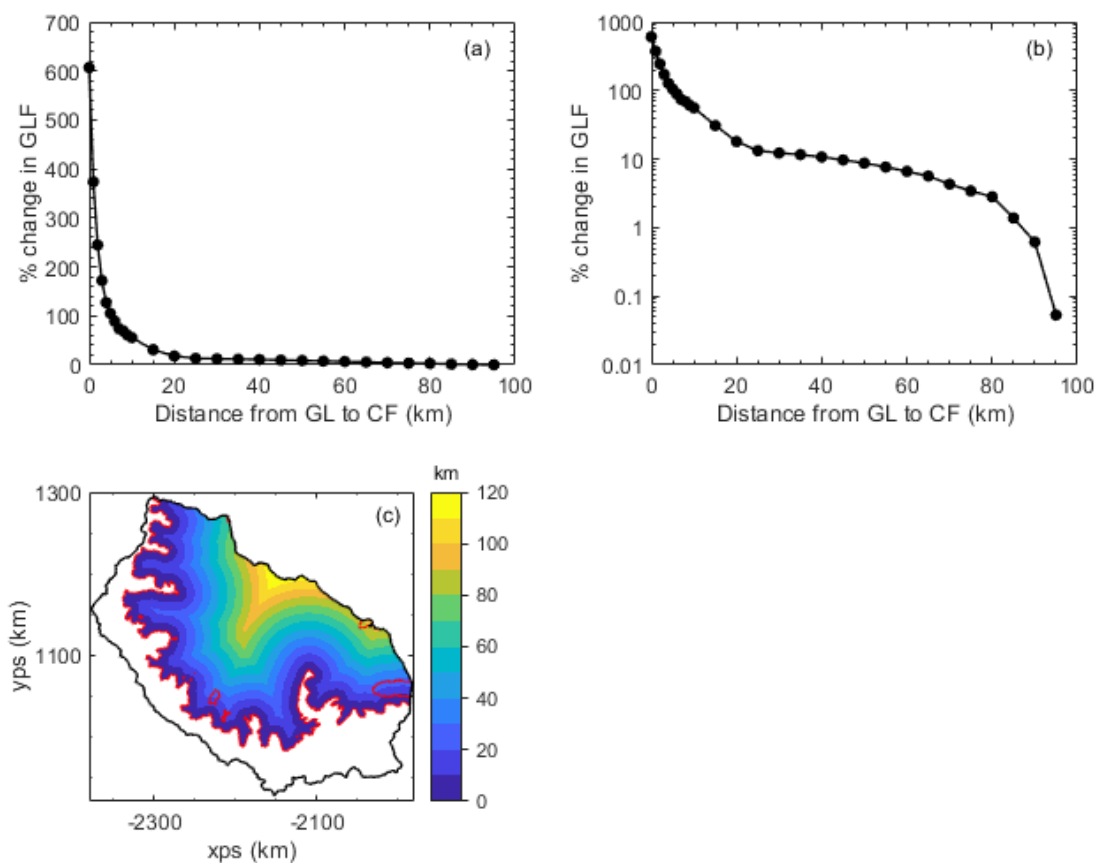 700
600
500
400
300
200
100
0
% change in GLF
(a)
0 20 40 60 80 100
Distance from GL to CF (km)
1000
100
10
1
0.1
0.01
% change in GLF
(b)
0 20 40 60 80 100
Distance from GL to CF (km)
1300
1100
yps (km)
(c)
-2300 -2100
xps (km)
km
120
100
80
60
40
20
0